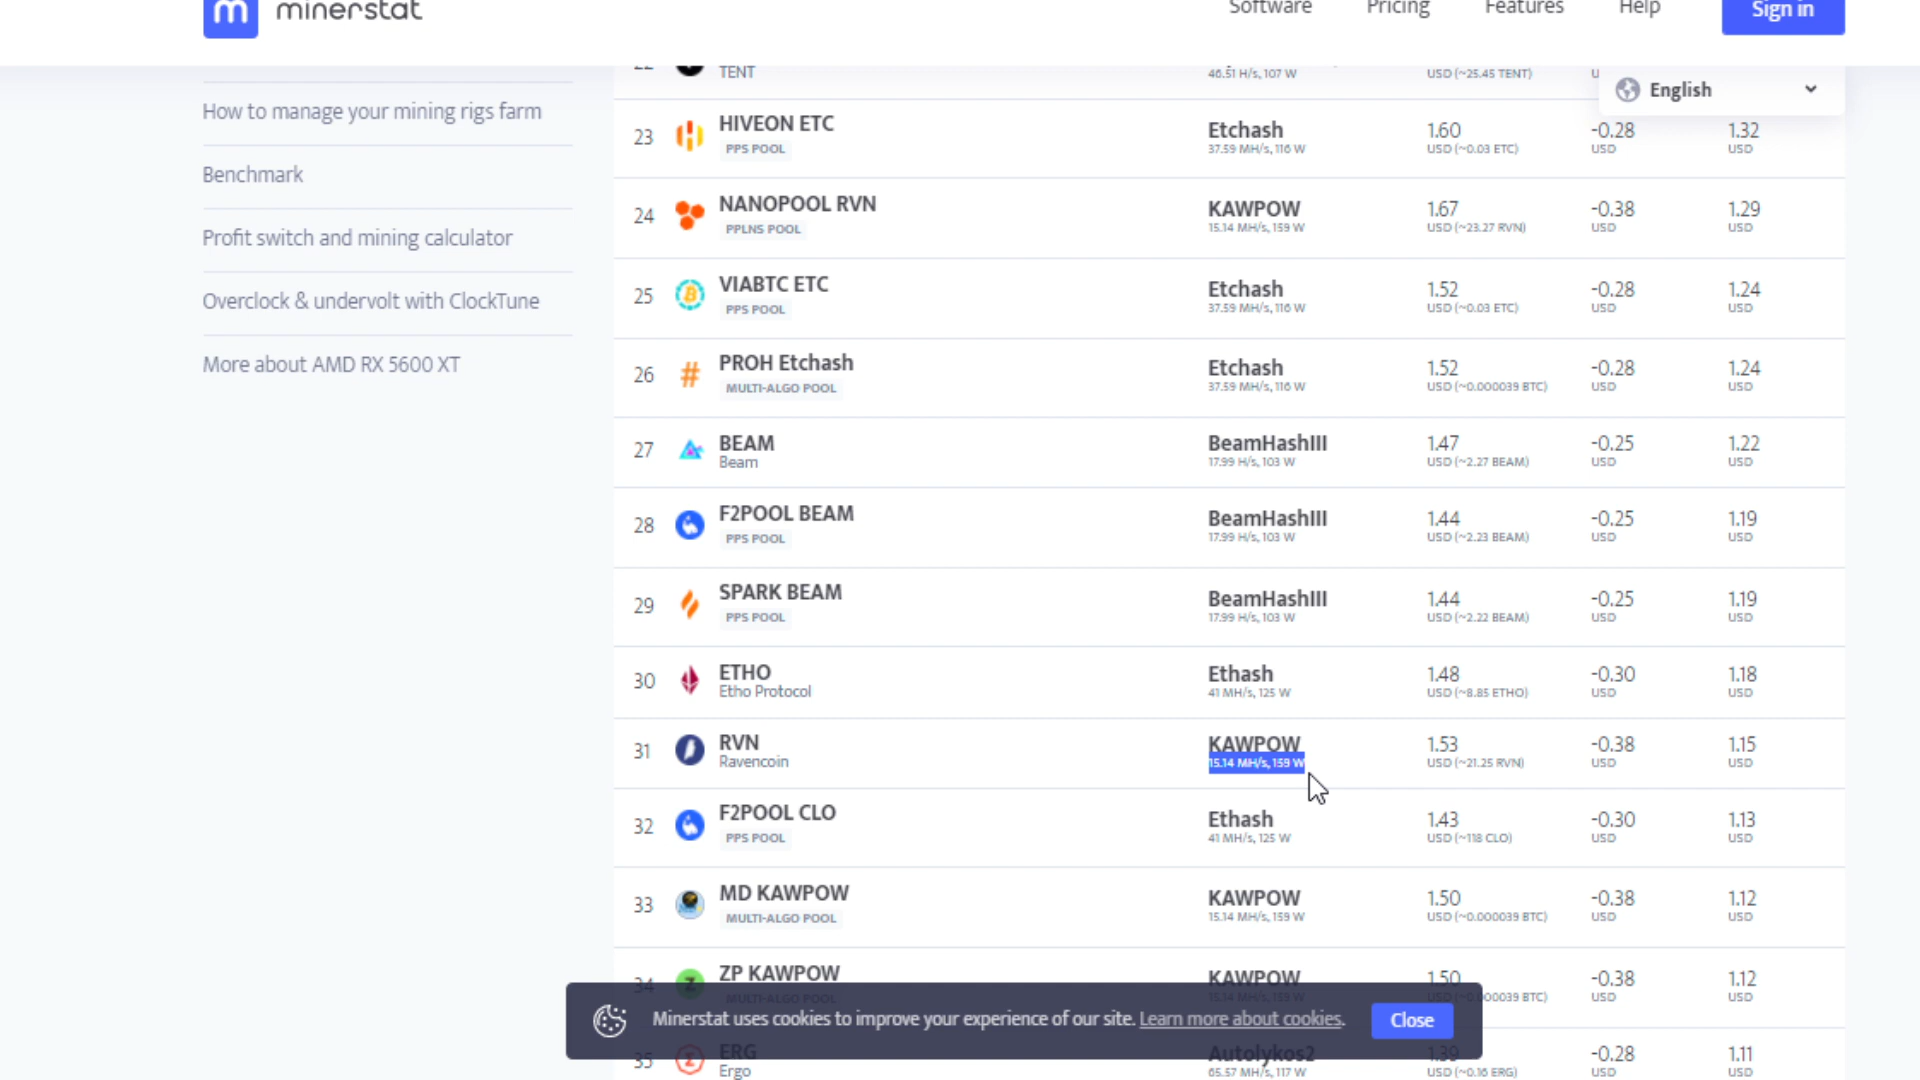 minerstat
Software Pricing Features Help Sign in
English
How to manage your mining rigs farm
Benchmark
Profit switch and mining calculator
Overclock & undervolt with ClockTune
More about AMD RX 5600 XT
TENT 46.51 H/s, 107 W USD (~25.45 TENT)
23 HIVEON ETC Etchash 1.60 -0.28 1.32
PPS POOL 37.59 MH/s, 116 W USD (~0.03 ETC) USD USD
24 NANOPOOL RVN KAWPOW 1.67 -0.38 1.29
PPLNS POOL 15.14 MH/s, 159 W USD (~23.27 RVN) USD USD
25 VIABTC ETC Etchash 1.52 -0.28 1.24
PPS POOL 37.59 MH/s, 116 W USD (~0.03 ETC) USD USD
26 PROH Etchash Etchash 1.52 -0.28 1.24
MULTI-ALGO POOL 37.59 MH/s, 116 W USD (~0.000039 BTC) USD USD
27 BEAM BeamHashIII 1.47 -0.25 1.22
Beam 17.99 H/s, 103 W USD (~2.27 BEAM) USD USD
28 F2POOL BEAM BeamHashIII 1.44 -0.25 1.19
PPS POOL 17.99 H/s, 103 W USD (~2.23 BEAM) USD USD
29 SPARK BEAM BeamHashIII 1.44 -0.25 1.19
PPS POOL 17.99 H/s, 103 W USD (~2.22 BEAM) USD USD
30 ETHO Ethash 1.48 -0.30 1.18
Etho Protocol 41 MH/s, 125 W USD (~8.85 ETHO) USD USD
31 RVN KAWPOW 1.53 -0.38 1.15
Ravencoin 15.14 MH/s, 159 W USD (~21.25 RVN) USD USD
32 F2POOL CLO Ethash 1.43 -0.30 1.13
PPS POOL 41 MH/s, 125 W USD (~118 CLO) USD USD
33 MD KAWPOW KAWPOW 1.50 -0.38 1.12
MULTI-ALGO POOL 15.14 MH/s, 159 W USD (~0.000039 BTC) USD USD
34 ZP KAWPOW KAWPOW 1.50 -0.38 1.12
MULTI-ALGO POOL 15.14 MH/s, 159 W USD (~0.000039 BTC) USD USD
Minerstat uses cookies to improve your experience of our site. Learn more about cookies. Close
35 ERG Autolykos2 1.39 -0.28 1.11
Ergo 65.57 MH/s, 117 W USD (~0.16 ERG) USD USD